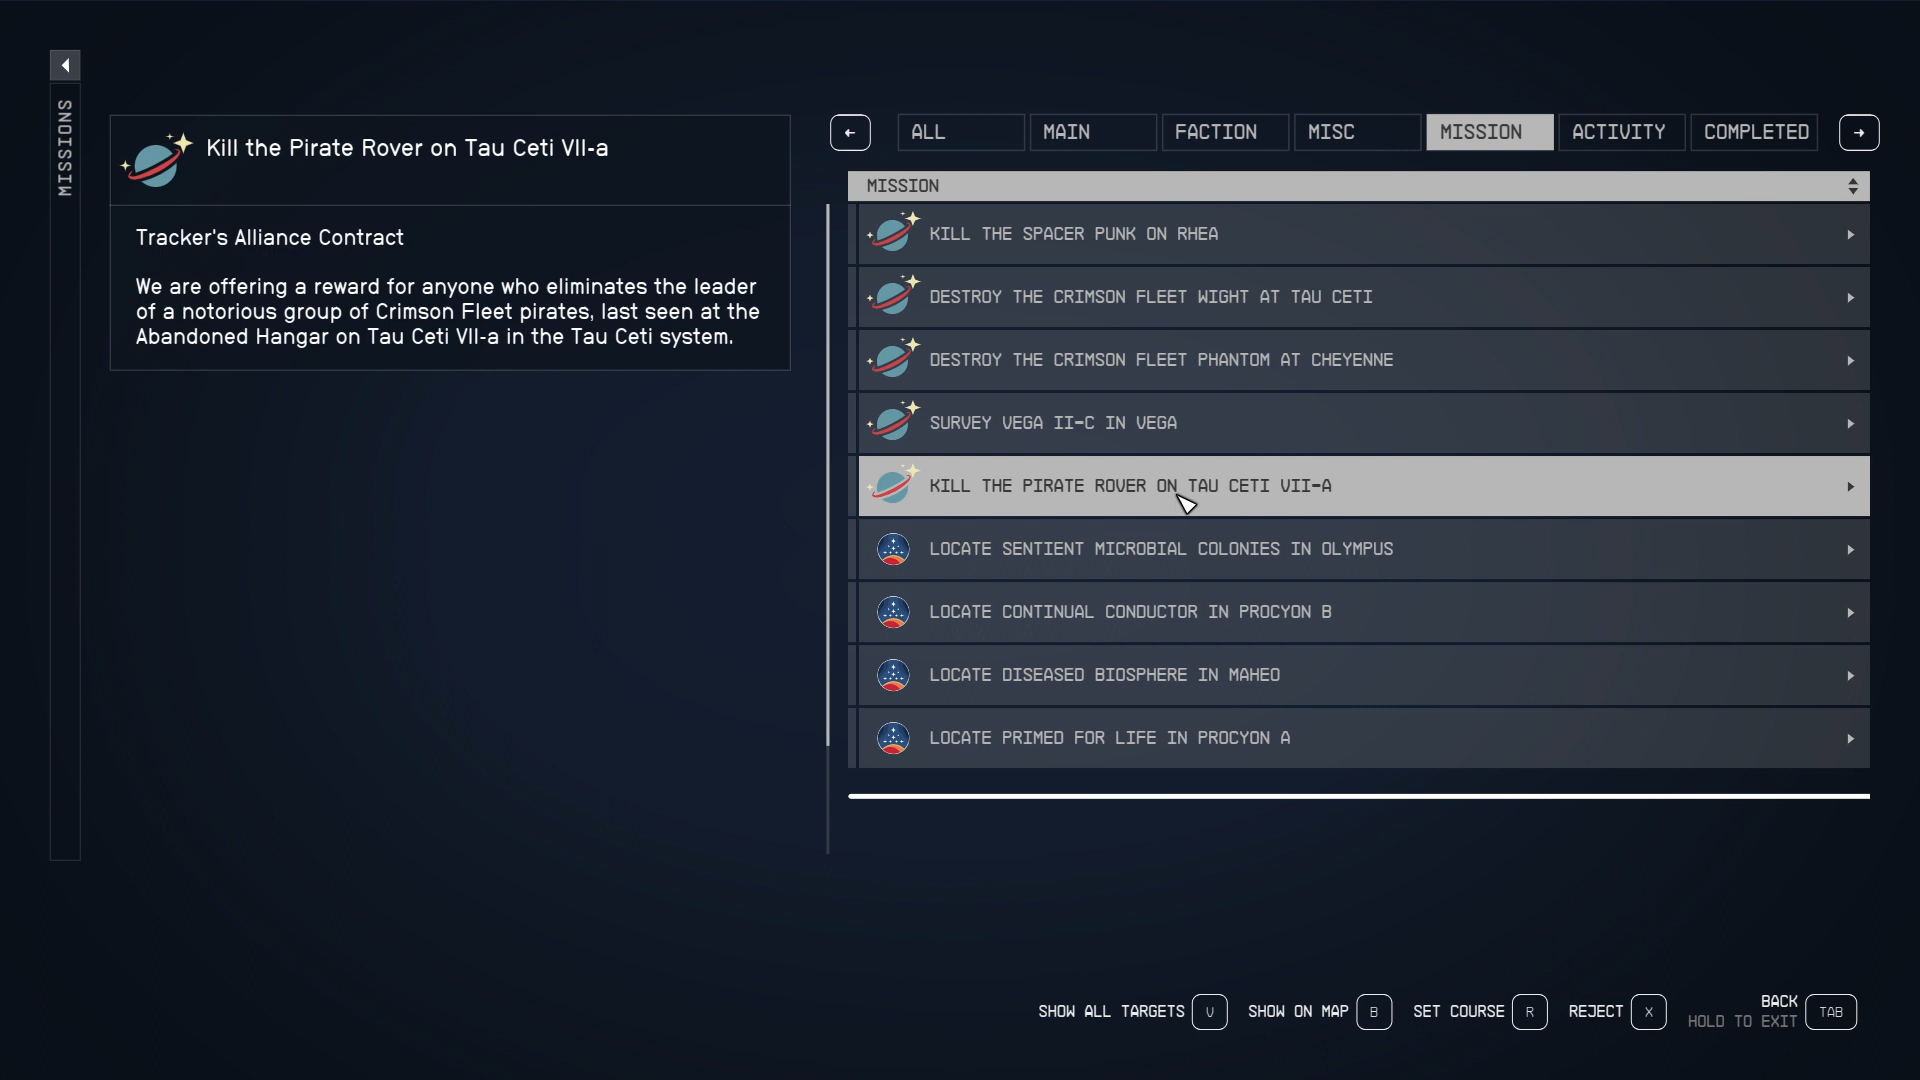 MISSIONS
Kill the Pirate Rover on Tau Ceti VII-a
Tracker's Alliance Contract
We are offering a reward for anyone who eliminates the leader
of a notorious group of Crimson Fleet pirates, last seen at the
Abandoned Hangar on Tau Ceti VII-a in the Tau Ceti system.
ALL MAIN FACTION MISC MISSION ACTIVITY COMPLETED
MISSION
KILL THE SPACER PUNK ON RHEA
DESTROY THE CRIMSON FLEET WIGHT AT TAU CETI
DESTROY THE CRIMSON FLEET PHANTOM AT CHEYENNE
SURVEY VEGA II-C IN VEGA
KILL THE PIRATE ROVER ON TAU CETI VII-A
LOCATE SENTIENT MICROBIAL COLONIES IN OLYMPUS
LOCATE CONTINUAL CONDUCTOR IN PROCYON B
LOCATE DISEASED BIOSPHERE IN MAHEO
LOCATE PRIMED FOR LIFE IN PROCYON A
SHOW ALL TARGETS V SHOW ON MAP B SET COURSE R REJECT X BACK TAB
HOLD TO EXIT